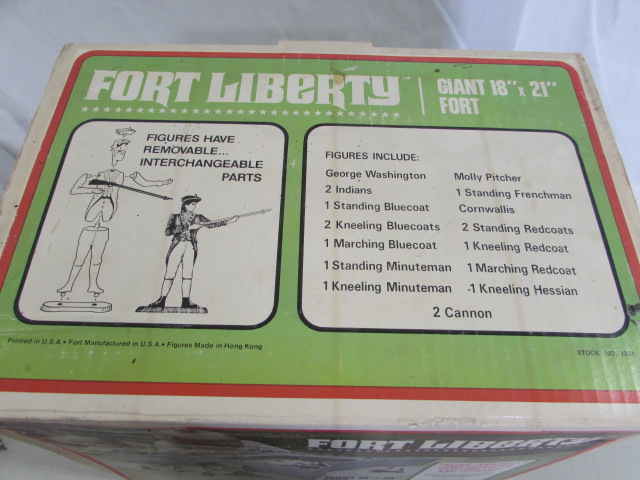 FORT LIBERTY™
GIANT 18" x 21"
FORT
FIGURES HAVE
REMOVABLE...
INTERCHANGEABLE
PARTS
FIGURES INCLUDE:
George Washington
2 Indians
1 Standing Bluecoat
2 Kneeling Bluecoats
1 Marching Bluecoat
1 Standing Minuteman
1 Kneeling Minuteman
Molly Pitcher
1 Standing Frenchman
Cornwallis
2 Standing Redcoats
1 Kneeling Redcoat
1 Marching Redcoat
1 Kneeling Hessian
2 Cannon
Printed in U.S.A • Fort Manufactured in U.S.A. • Figures Made in Hong Kong
STOCK NO.
FORT LIBERTY